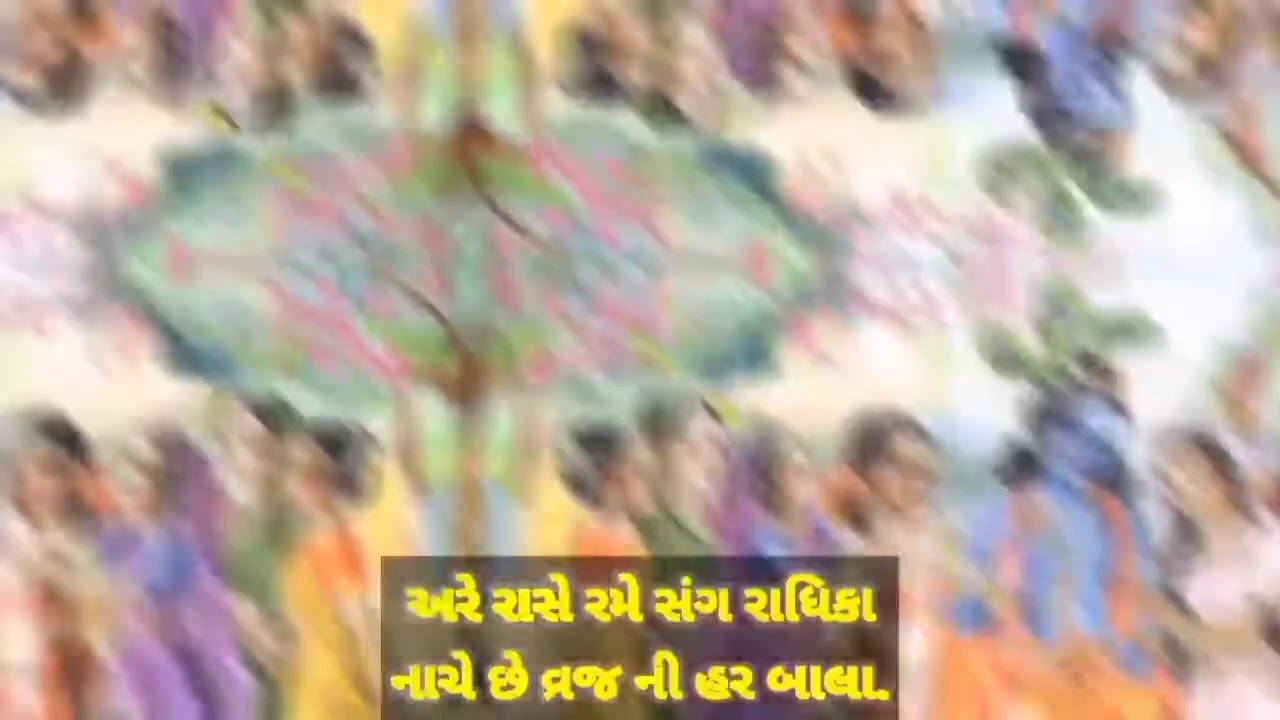 અરે રાસે રમે સંગ રાધિકા
નાચે છે વ્રજ ની હર બાલા.